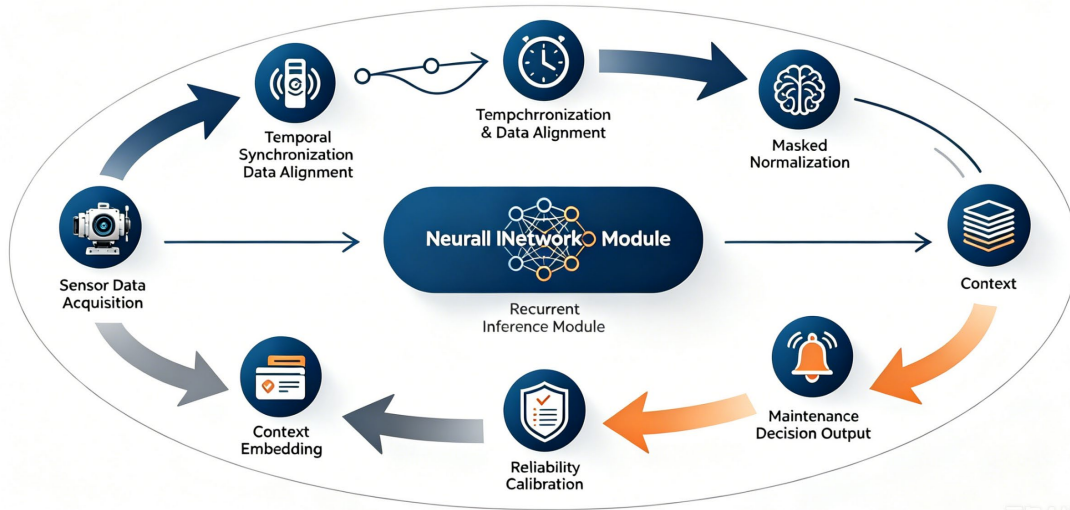 Temporal
Synchronization
Data Alignment
Tempchrronization
& Data Alignment
Masked
Normalization
Sensor Data
Acquisition
Neurall INetwork Module
Recurrent
Inference Module
Context
Context
Embedding
Reliability
Calibration
Maintenance
Decision Output